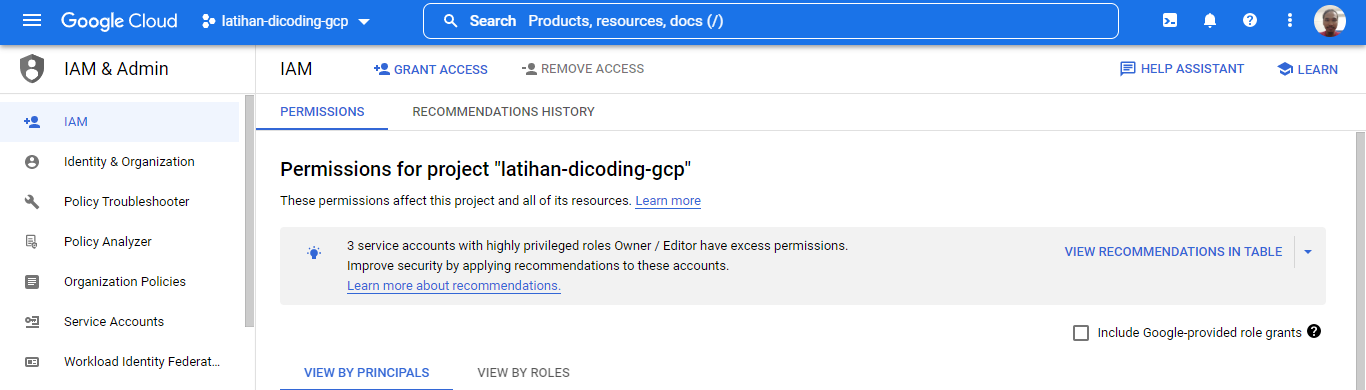 Google Cloud latihan-dicoding-gcp Search Products, resources, docs (/)
IAM & Admin
IAM GRANT ACCESS REMOVE ACCESS HELP ASSISTANT LEARN
PERMISSIONS RECOMMENDATIONS HISTORY
IAM
Identity & Organization
Policy Troubleshooter
Policy Analyzer
Organization Policies
Service Accounts
Workload Identity Federat...
Permissions for project "latihan-dicoding-gcp"
These permissions affect this project and all of its resources. Learn more
3 service accounts with highly privileged roles Owner / Editor have excess permissions.
Improve security by applying recommendations to these accounts.
Learn more about recommendations.
VIEW RECOMMENDATIONS IN TABLE
Include Google-provided role grants
VIEW BY PRINCIPALS VIEW BY ROLES